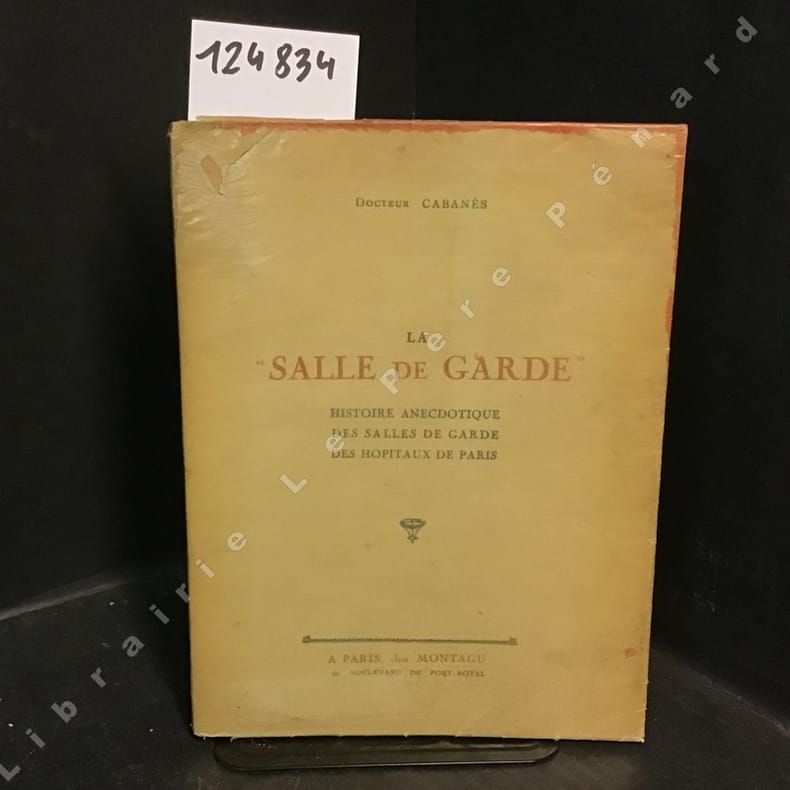 124834
DOCTEUR CABANÈS
LA
"SALLE DE GARDE"
HISTOIRE ANECDOTIQUE
DES SALLES DE GARDE
DES HOPITAUX DE PARIS
A PARIS, chez MONTAGU
BOULEVARD DE PORT-ROYAL
Librairie Le Père Pénard